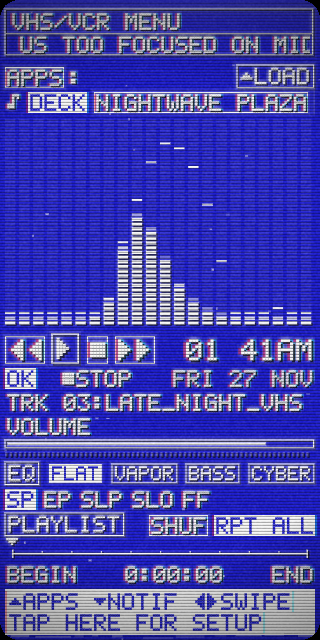 VHS/VCR MENU
US TOO FOCUSED ON MID
APPS:
LOAD
DECK NIGHTWAVE PLAZA
01 41AM
OK STOP FRI 27 NOV
TRK 03:LATE_NIGHT_VHS
VOLUME
EQ FLAT VAPOR BASS CYBER
SP EP SLP SLO FF
PLAYLIST SHUF RPT ALL
BEGIN 0:00:00 END
APPS NOTIF SWIPE
TAP HERE FOR SETUP